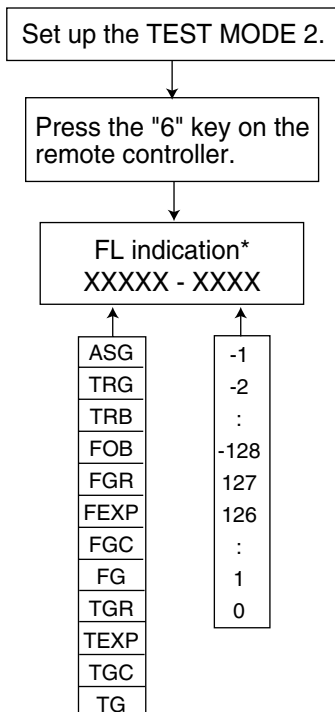 Set up the TEST MODE 2.
Press the "6" key on the
remote controller.
FL indication*
XXXXX - XXXX
ASG
TRG
TRB
FOB
FGR
FEXP
FGC
FG
TGR
TEXP
TGC
TG
-1
-2
:
-128
127
126
:
1
0